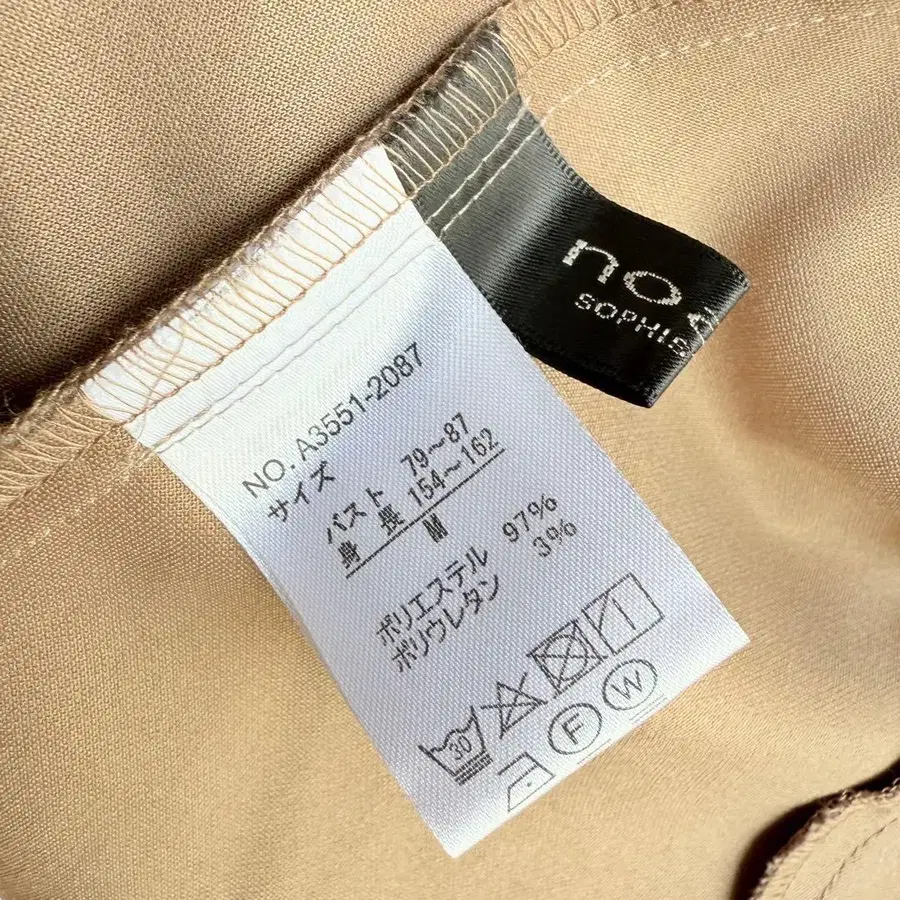 NO. A3551-2087
サイズ
バスト 79～87
身 長 154～162
M
ポリエステル 97%
ポリウレタン 3%
30
F W
no
SOPHIS